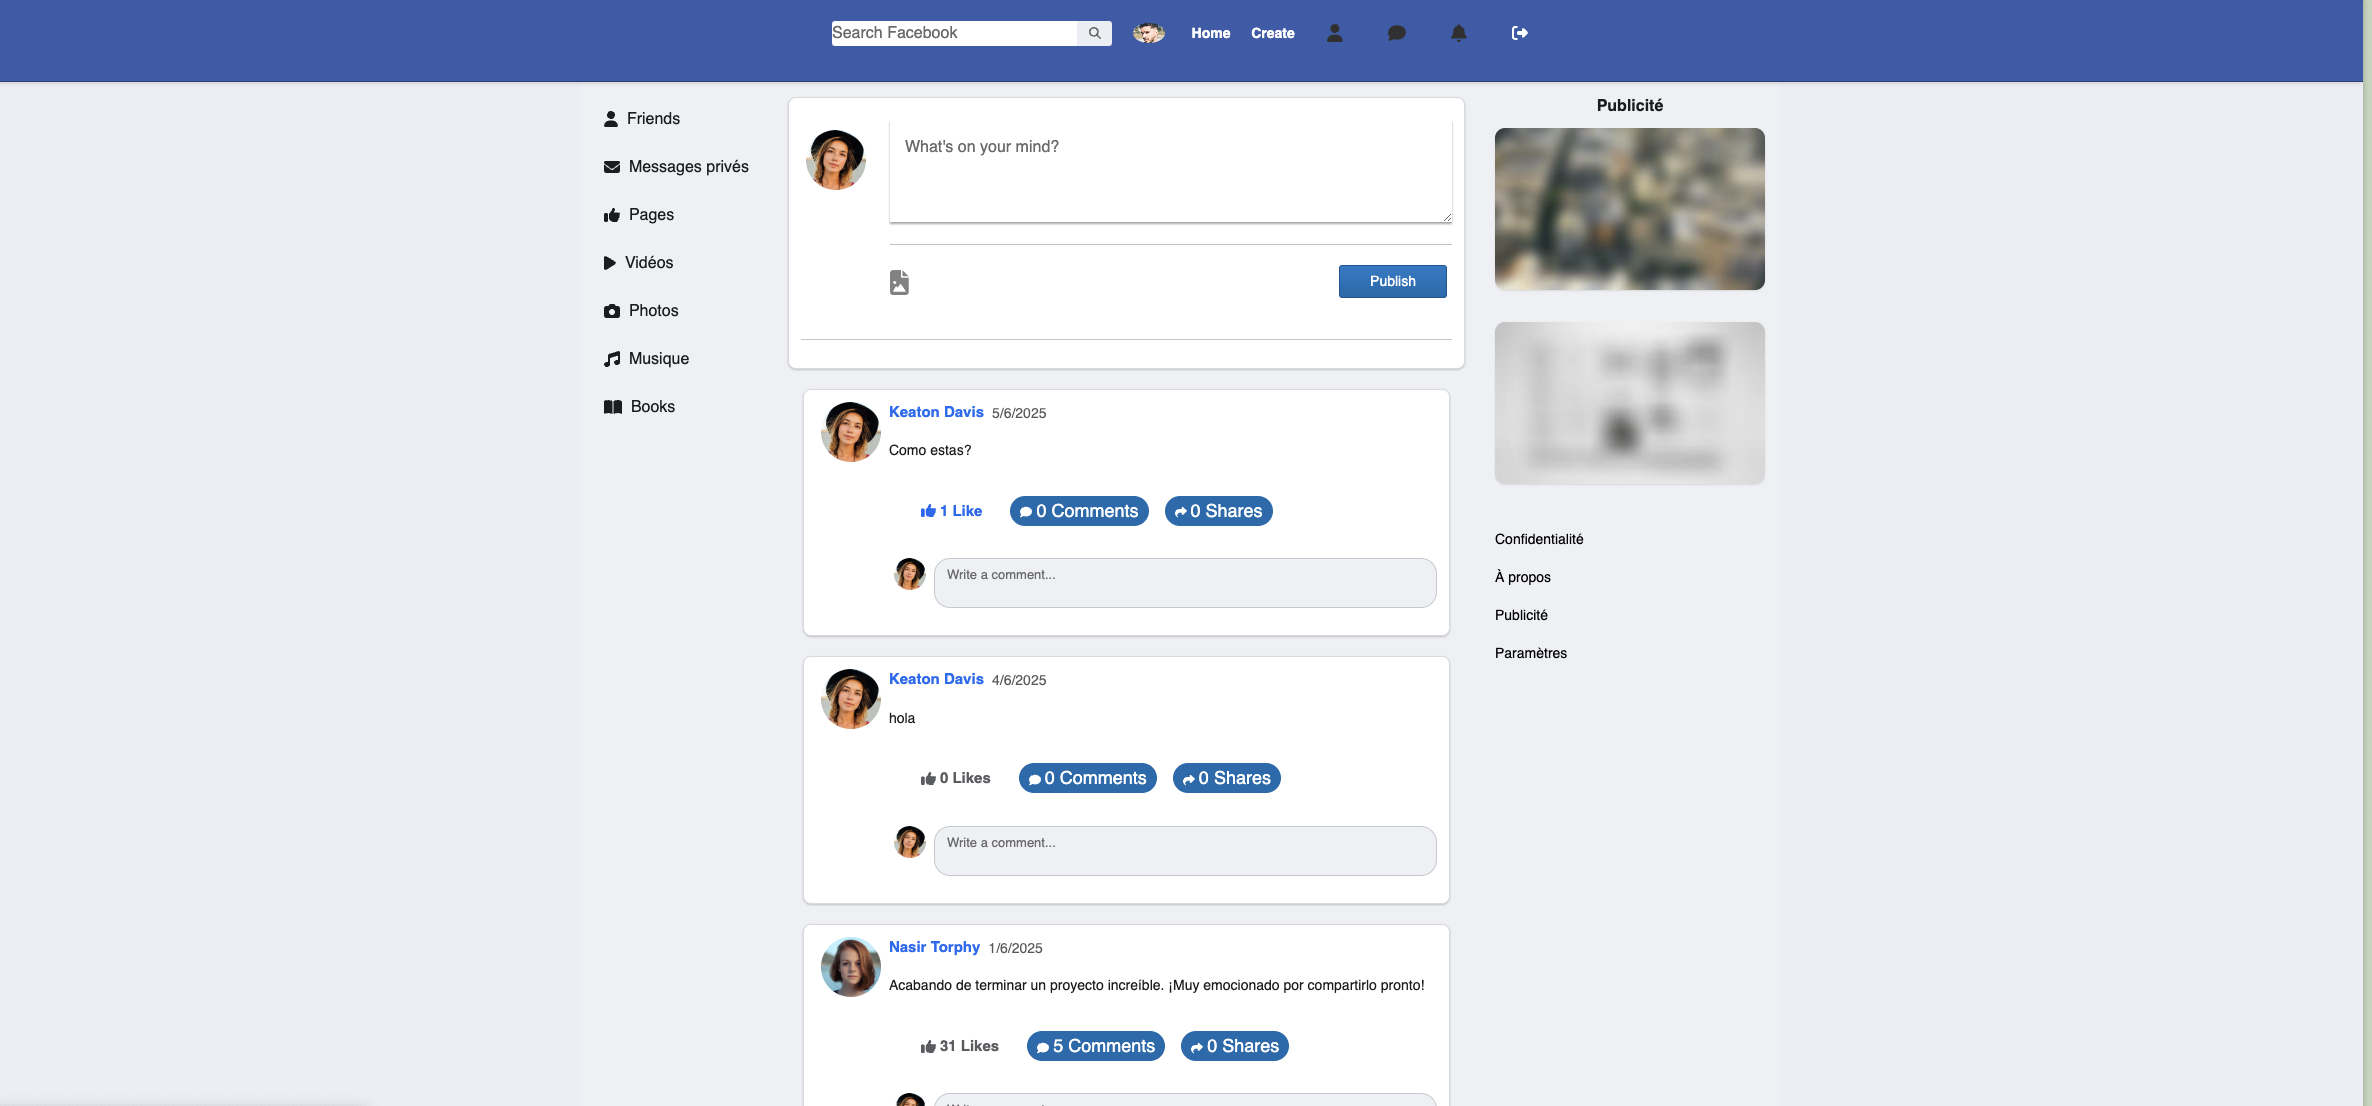 Search Facebook
Home
Create
Friends
Messages privés
Pages
Vidéos
Photos
Musique
Books
What's on your mind?
Publish
Keaton Davis 5/6/2025
Como estas?
1 Like
0 Comments
0 Shares
Write a comment...
Keaton Davis 4/6/2025
hola
0 Likes
0 Comments
0 Shares
Write a comment...
Nasir Torphy 1/6/2025
Acabando de terminar un proyecto increíble. ¡Muy emocionado por compartirlo pronto!
31 Likes
5 Comments
0 Shares
Publicité
Confidentialité
À propos
Publicité
Paramètres